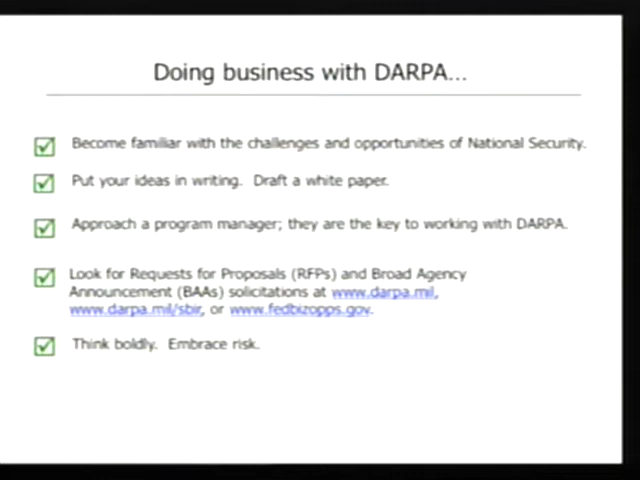 Doing business with DARPA...
Become familiar with the challenges and opportunities of National Security.
Put your ideas in writing.  Draft a white paper.
Approach a program manager; they are the key to working with DARPA.
Look for Requests for Proposals (RFPs) and Broad Agency
Announcement (BAAs) solicitations at www.darpa.mil,
www.darpa.mil/sbir, or www.fedbizopps.gov.
Think boldly.  Embrace risk.